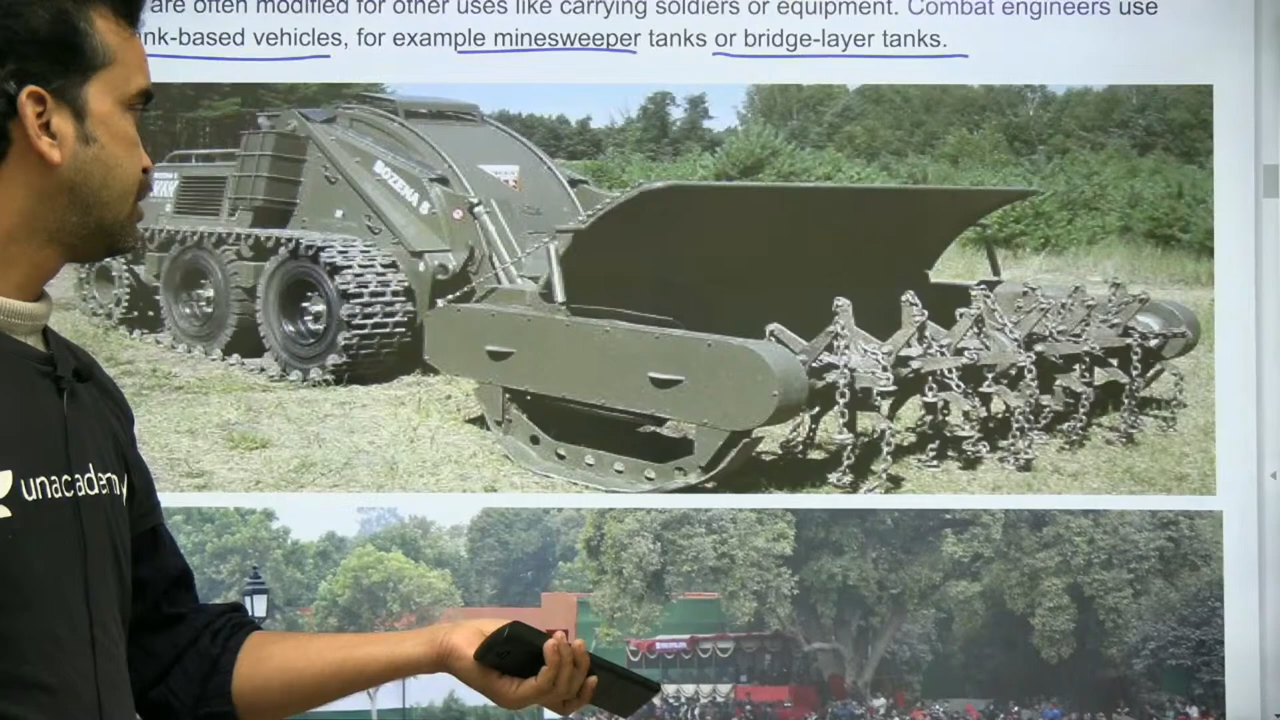 are often modified for other uses like carrying soldiers or equipment. Combat engineers use
nk-based vehicles, for example minesweeper tanks or bridge-layer tanks.
BOZENA 5
unacademy